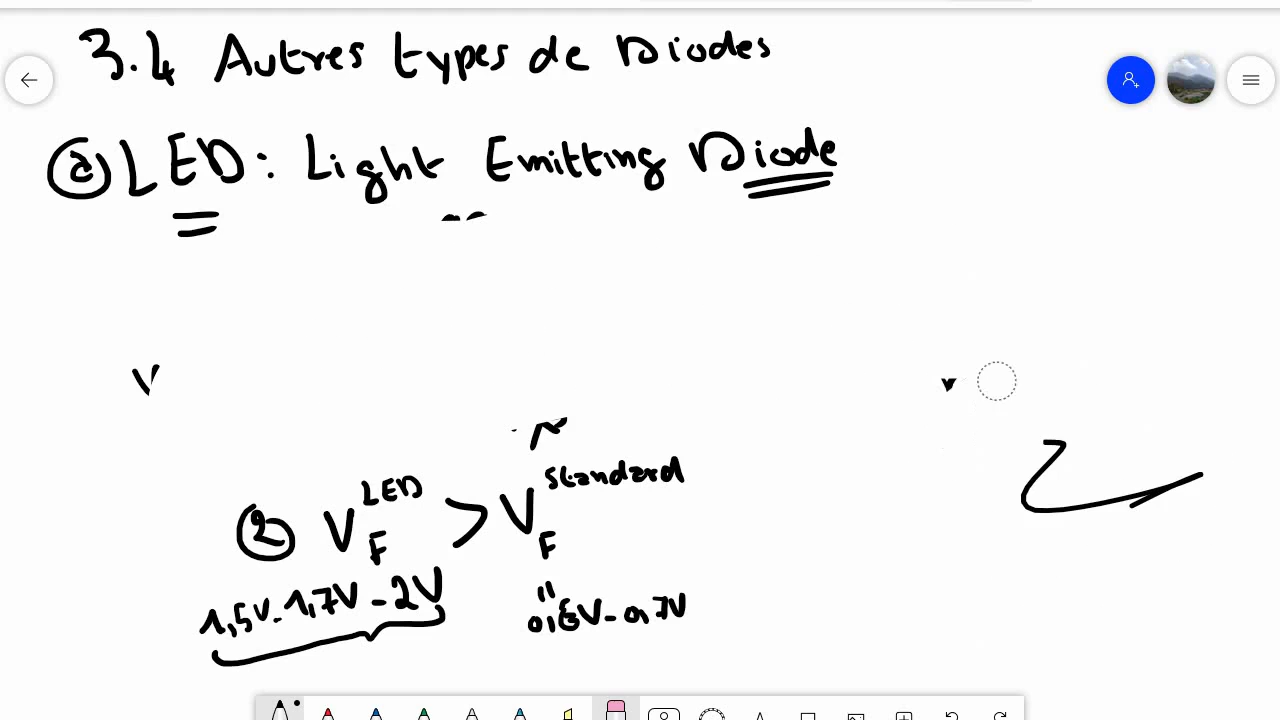 3.4 Autres types de Diodes
a) LED: Light Emitting Diode
2) V_F^LED > V_F^standard
1,5V - 1,7V - 2V
0,6V - 0,7V